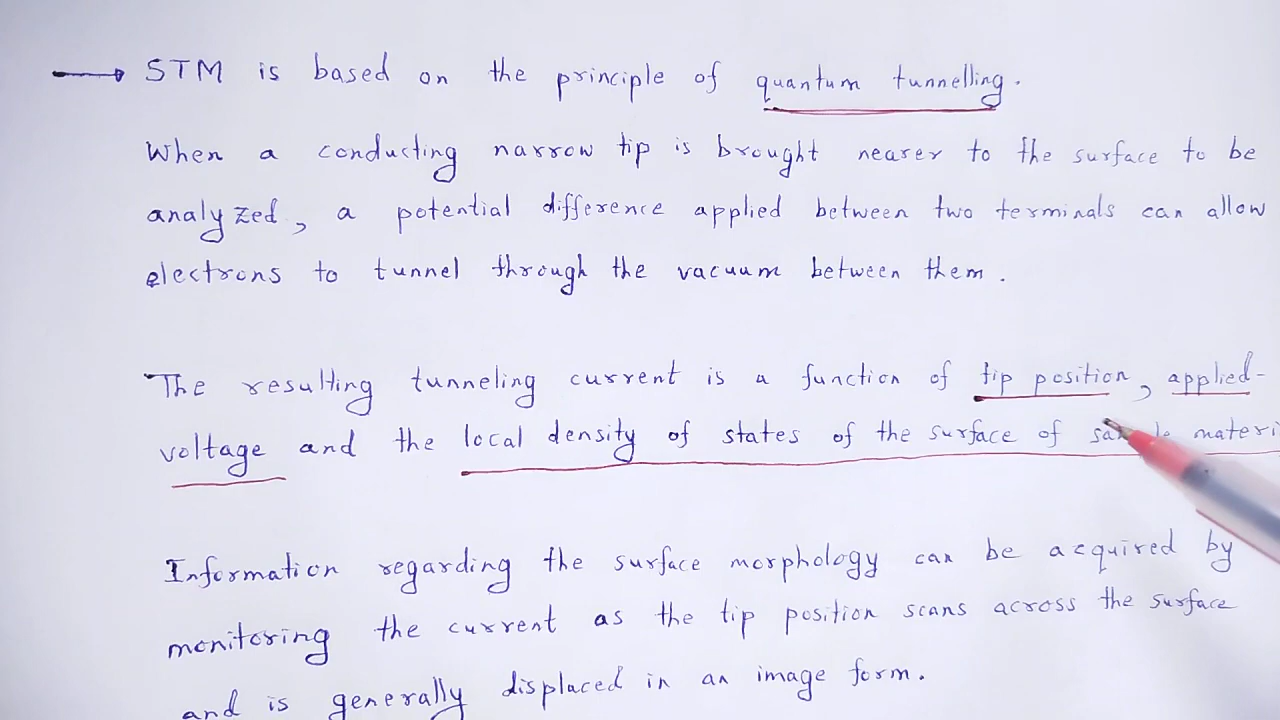 STM is based on the principle of quantum tunnelling.
When a conducting narrow tip is brought nearer to the surface to be
analyzed, a potential difference applied between two terminals can allow
electrons to tunnel through the vacuum between them.
The resulting tunneling current is a function of tip position, applied-
voltage and the local density of states of the surface of
Information regarding the surface morphology can be acquired by
monitoring the current as the tip position scans across the surface
and is generally displaced in an image form.